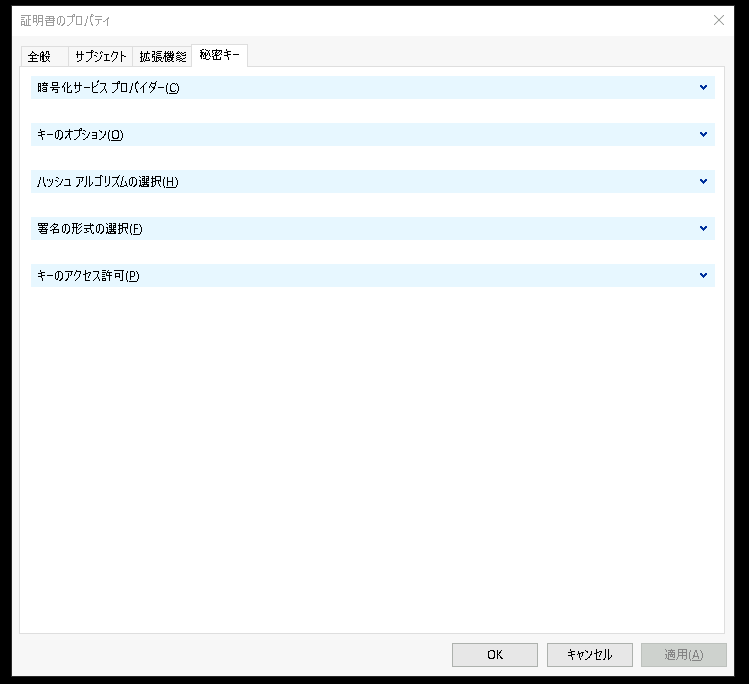 証明書のプロパティ
全般 サブジェクト 拡張機能 秘密キー
暗号化サービス プロバイダー(C)
キーのオプション(O)
ハッシュ アルゴリズムの選択(H)
署名の形式の選択(F)
キーのアクセス許可(P)
OK キャンセル 適用(A)